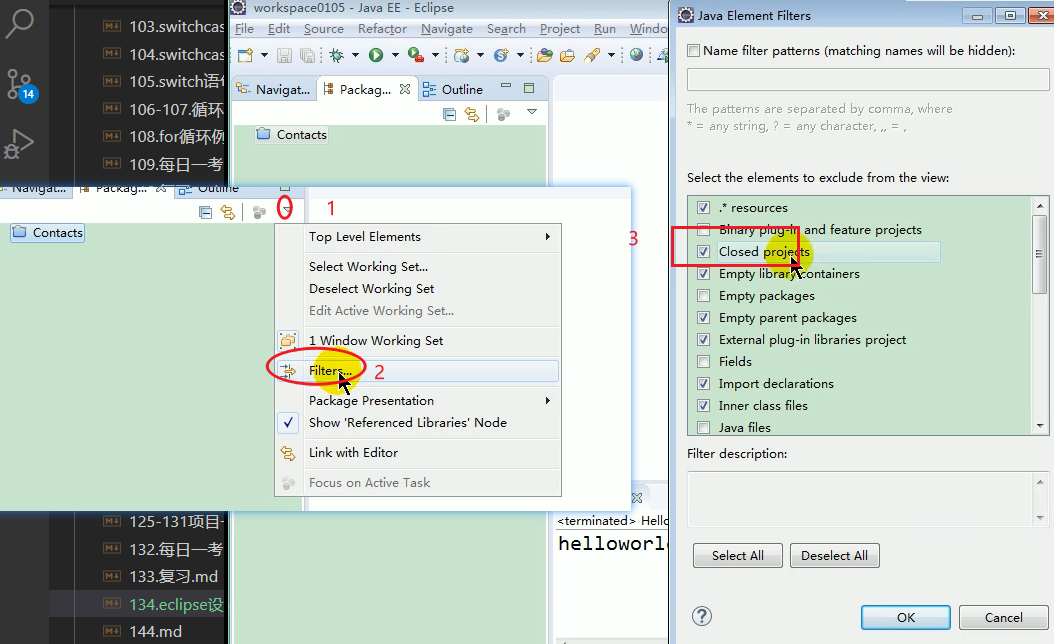 103.switchcas
104.switchcas
105.switch语
106-107.循环
108.for循环例
109.每日一考
14
workspace0105 - Java EE - Eclipse
File Edit Source Refactor Navigate Search Project Run Windo
Navigat... Packag... Outline
Contacts
Navigat... Packag... Outline
1
Contacts
Top Level Elements
Select Working Set...
Deselect Working Set
Edit Active Working Set...
1 Window Working Set
Filters...
2
Package Presentation
Show 'Referenced Libraries' Node
Link with Editor
Focus on Active Task
125-131项目
132.每日一考
133.复习.md
134.eclipse设
144.md
<terminated> Hello
helloworl
Java Element Filters
Name filter patterns (matching names will be hidden):
The patterns are separated by comma, where
* = any string, ? = any character, ,, = ,
Select the elements to exclude from the view:
3
.* resources
Binary plug-in and feature projects
Closed projects
Empty library containers
Empty packages
Empty parent packages
External plug-in libraries project
Fields
Import declarations
Inner class files
Java files
Filter description:
Select All Deselect All
OK Cancel